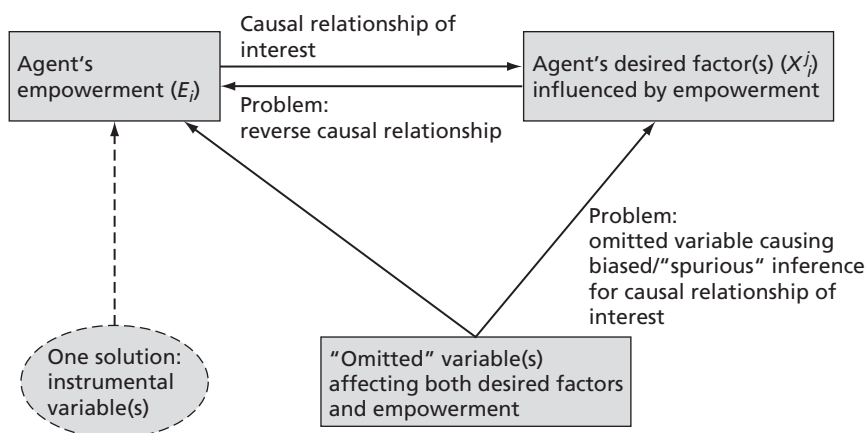 Causal relationship of
interest
Agent's
empowerment (Ei)
Agent's desired factor(s) (Xji)
influenced by empowerment
Problem:
reverse causal relationship
Problem:
omitted variable causing
biased/"spurious" inference
for causal relationship of
interest
One solution:
instrumental
variable(s)
"Omitted" variable(s)
affecting both desired factors
and empowerment